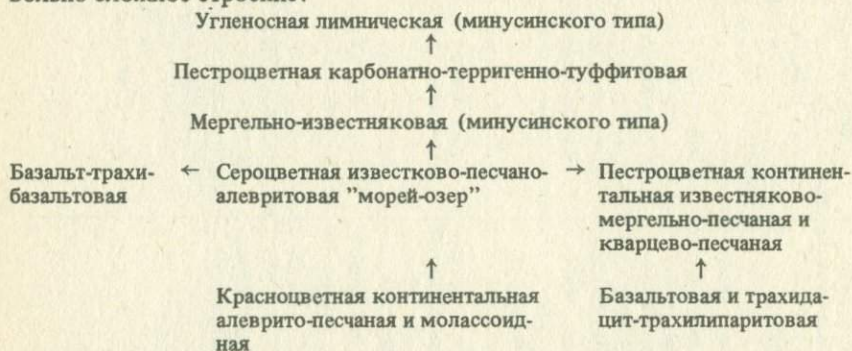 Угленосная лимническая (минусинского типа)
↑
Пестроцветная карбонатно-терригенно-туффитовая
↑
Мергельно-известняковая (минусинского типа)
↑
Базальт-трахи-
базальтовая
← Сероцветная известково-песчано-
алевритовая "морей-озер"
→ Пестроцветная континен-
тальная известняково-
мергельно-песчаная и
кварцево-песчаная
↑
Красноцветная континентальная
алеврито-песчаная и молассоид-
ная
↑
Базальтовая и трахида-
цит-трахилипаритовая